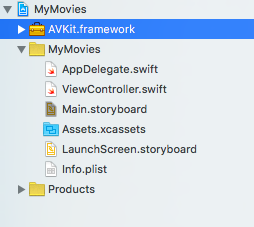 MyMovies
AVKit.framework
MyMovies
AppDelegate.swift
ViewController.swift
Main.storyboard
Assets.xcassets
LaunchScreen.storyboard
Info.plist
Products